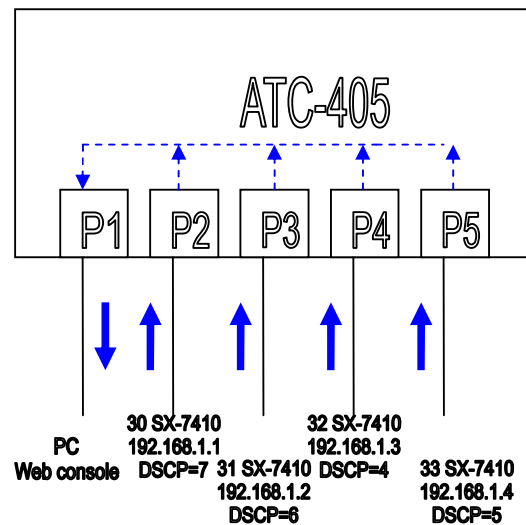 ATC-405
P1
P2
P3
P4
P5
PC
Web console
30 SX-7410
192.168.1.1
DSCP=7
31 SX-7410
192.168.1.2
DSCP=6
32 SX-7410
192.168.1.3
DSCP=4
33 SX-7410
192.168.1.4
DSCP=5